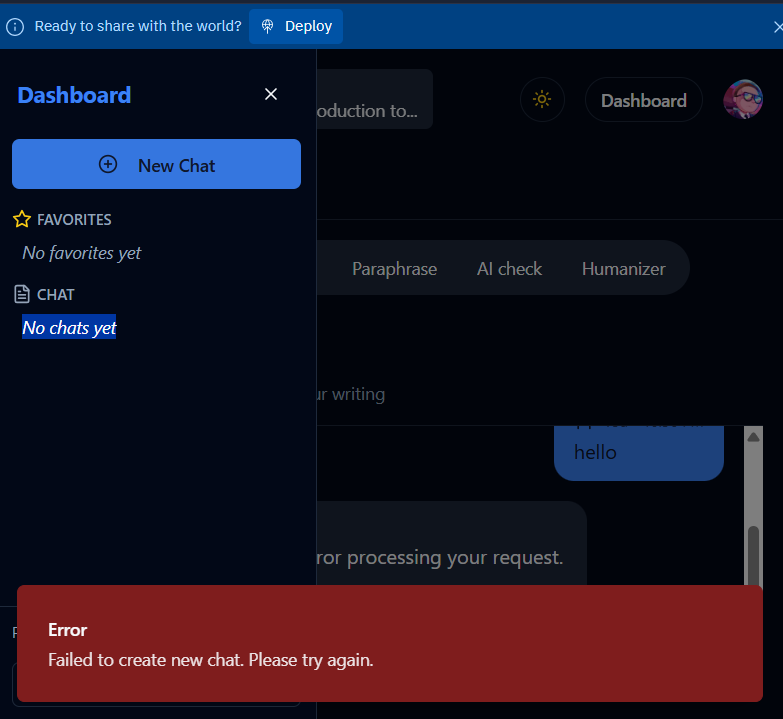 Ready to share with the world? Deploy
Dashboard
New Chat
FAVORITES
No favorites yet
CHAT
No chats yet
oduction to...
Dashboard
Paraphrase AI check Humanizer
ur writing
hello
ror processing your request.
Error
Failed to create new chat. Please try again.